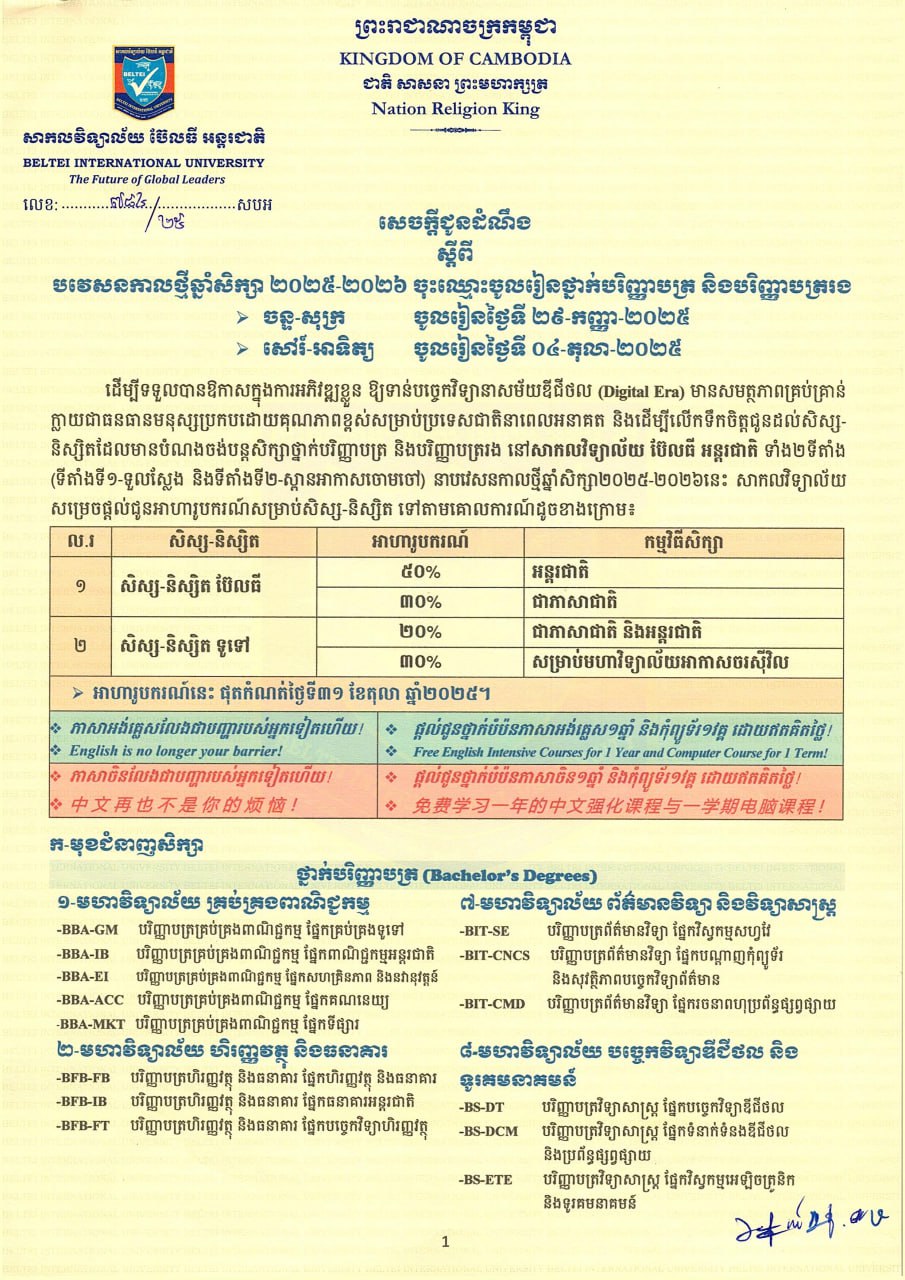 ព្រះរាជាណាចក្រកម្ពុជា
KINGDOM OF CAMBODIA
ជាតិ សាសនា ព្រះមហាក្សត្រ
Nation Religion King
BELTEI
BELTEI INTERNATIONAL UNIVERSITY
សាកលវិទ្យាល័យ ប៊ែលធី អន្តរជាតិ
BELTEI INTERNATIONAL UNIVERSITY
The Future of Global Leaders
លេខ: ........................../២៥..................សបអ
សេចក្តីជូនដំណឹង
ស្តីពី
បវេសនកាលថ្មីឆ្នាំសិក្សា ២០២៥-២០២៦ ចុះឈ្មោះចូលរៀនថ្នាក់បរិញ្ញាបត្រ និងបរិញ្ញាបត្ររង
➢ ចន្ទ-សុក្រ ចូលរៀនថ្ងៃទី ២៩-កញ្ញា-២០២៥
➢ សៅរ៍-អាទិត្យ ចូលរៀនថ្ងៃទី ០៤-តុលា-២០២៥
ដើម្បីទទួលបានឱកាសក្នុងការអភិវឌ្ឍខ្លួន ឱ្យទាន់បច្ចេកវិទ្យានាសម័យឌីជីថល (Digital Era) មានសមត្ថភាពគ្រប់គ្រាន់
ក្លាយជាធនធានមនុស្សប្រកបដោយគុណភាពខ្ពស់សម្រាប់ប្រទេសជាតិនាពេលអនាគត និងដើម្បីលើកទឹកចិត្តជូនដល់សិស្ស-
និស្សិតដែលមានបំណងចង់បន្តសិក្សាថ្នាក់បរិញ្ញាបត្រ និងបរិញ្ញាបត្ររង នៅសាកលវិទ្យាល័យ ប៊ែលធី អន្តរជាតិ ទាំង២ទីតាំង
(ទីតាំងទី១-ទួលស្លែង និងទីតាំងទី២-ស្ពានអាកាសចោមចៅ) នាបវេសនកាលថ្មីឆ្នាំសិក្សា២០២៥-២០២៦នេះ សាកលវិទ្យាល័យ
សម្រេចផ្តល់ជូនអាហារូបករណ៍សម្រាប់សិស្ស-និស្សិត ទៅតាមគោលការណ៍ដូចខាងក្រោម៖
ល.រ សិស្ស-និស្សិត អាហារូបករណ៍ កម្មវិធីសិក្សា
១ សិស្ស-និស្សិត ប៊ែលធី ៥០% អន្តរជាតិ
៣០% ជាភាសាជាតិ
២ សិស្ស-និស្សិត ទូទៅ ២០% ជាភាសាជាតិ និងអន្តរជាតិ
៣០% សម្រាប់មហាវិទ្យាល័យអាកាសចរស៊ីវិល
➢ អាហារូបករណ៍នេះ ផុតកំណត់ថ្ងៃទី៣១ ខែតុលា ឆ្នាំ២០២៥។
❖ ភាសាអង់គ្លេសលែងជាបញ្ហារបស់អ្នកទៀតហើយ!
❖ English is no longer your barrier!
❖ ផ្តល់ជូនថ្នាក់បំប៉នភាសាអង់គ្លេស១ឆ្នាំ និងកុំព្យូទ័រ១វគ្គ ដោយឥតគិតថ្លៃ!
❖ Free English Intensive Courses for 1 Year and Computer Course for 1 Term!
❖ ភាសាចិនលែងជាបញ្ហារបស់អ្នកទៀតហើយ!
❖ 中文再也不是你的烦恼！
❖ ផ្តល់ជូនថ្នាក់បំប៉នភាសាចិន១ឆ្នាំ និងកុំព្យូទ័រ១វគ្គ ដោយឥតគិតថ្លៃ!
❖ 免费学习一年的中文强化课程与一学期电脑课程！
ក-មុខជំនាញសិក្សា
ថ្នាក់បរិញ្ញាបត្រ (Bachelor's Degrees)
១-មហាវិទ្យាល័យ គ្រប់គ្រងពាណិជ្ជកម្ម
-BBA-GM បរិញ្ញាបត្រគ្រប់គ្រងពាណិជ្ជកម្ម ផ្នែកគ្រប់គ្រងទូទៅ
-BBA-IB បរិញ្ញាបត្រគ្រប់គ្រងពាណិជ្ជកម្ម ផ្នែកពាណិជ្ជកម្មអន្តរជាតិ
-BBA-EI បរិញ្ញាបត្រគ្រប់គ្រងពាណិជ្ជកម្ម ផ្នែកសហគ្រិនភាព និងនវានុវត្តន៍
-BBA-ACC បរិញ្ញាបត្រគ្រប់គ្រងពាណិជ្ជកម្ម ផ្នែកគណនេយ្យ
-BBA-MKT បរិញ្ញាបត្រគ្រប់គ្រងពាណិជ្ជកម្ម ផ្នែកទីផ្សារ
២-មហាវិទ្យាល័យ ហិរញ្ញវត្ថុ និងធនាគារ
-BFB-FB បរិញ្ញាបត្រហិរញ្ញវត្ថុ និងធនាគារ ផ្នែកហិរញ្ញវត្ថុ និងធនាគារ
-BFB-IB បរិញ្ញាបត្រហិរញ្ញវត្ថុ និងធនាគារ ផ្នែកធនាគារអន្តរជាតិ
-BFB-FT បរិញ្ញាបត្រហិរញ្ញវត្ថុ និងធនាគារ ផ្នែកបច្ចេកវិទ្យាហិរញ្ញវត្ថុ
៧-មហាវិទ្យាល័យ ព័ត៌មានវិទ្យា និងវិទ្យាសាស្ត្រ
-BIT-SE បរិញ្ញាបត្រព័ត៌មានវិទ្យា ផ្នែកវិស្វកម្មសហ្វវែ
-BIT-CNCS បរិញ្ញាបត្រព័ត៌មានវិទ្យា ផ្នែកបណ្តាញកុំព្យូទ័រ
និងសុវត្ថិភាពបច្ចេកវិទ្យាព័ត៌មាន
-BIT-CMD បរិញ្ញាបត្រព័ត៌មានវិទ្យា ផ្នែករចនាពហុប្រព័ន្ធផ្សព្វផ្សាយ
៨-មហាវិទ្យាល័យ បច្ចេកវិទ្យាឌីជីថល និង
ទូរគមនាគមន៍
-BS-DT បរិញ្ញាបត្រវិទ្យាសាស្ត្រ ផ្នែកបច្ចេកវិទ្យាឌីជីថល
-BS-DCM បរិញ្ញាបត្រវិទ្យាសាស្ត្រ ផ្នែកទំនាក់ទំនងឌីជីថល
និងប្រព័ន្ធផ្សព្វផ្សាយ
-BS-ETE បរិញ្ញាបត្រវិទ្យាសាស្ត្រ ផ្នែកវិស្វកម្មអេឡិចត្រូនិក
និងទូរគមនាគមន៍
1